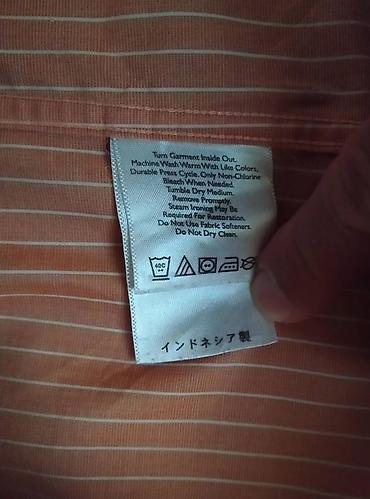 Turn Garment Inside Out.
Machine Wash Warm With Like Colors,
Durable Press Cycle. Only Non-Chlorine
Bleach When Needed.
Tumble Dry Medium.
Remove Promptly.
Steam Ironing May Be
Required For Restoration.
Do Not Use Fabric Softeners.
Do Not Dry Clean.
40C
インドネシア製